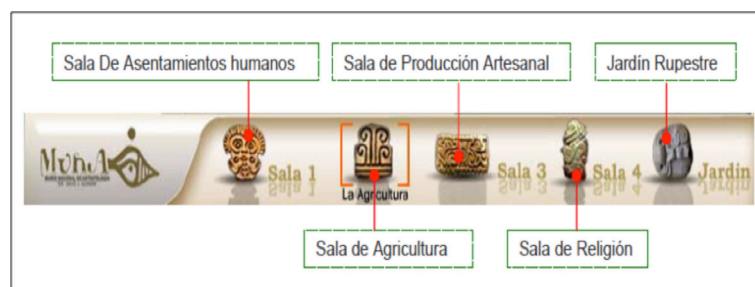 Sala De Asentamientos humanos
Sala de Producción Artesanal
Jardín Rupestre
MUNA
Sala 1
La Agricultura
Sala 3
Sala 4
Jardín
Sala de Agricultura
Sala de Religión